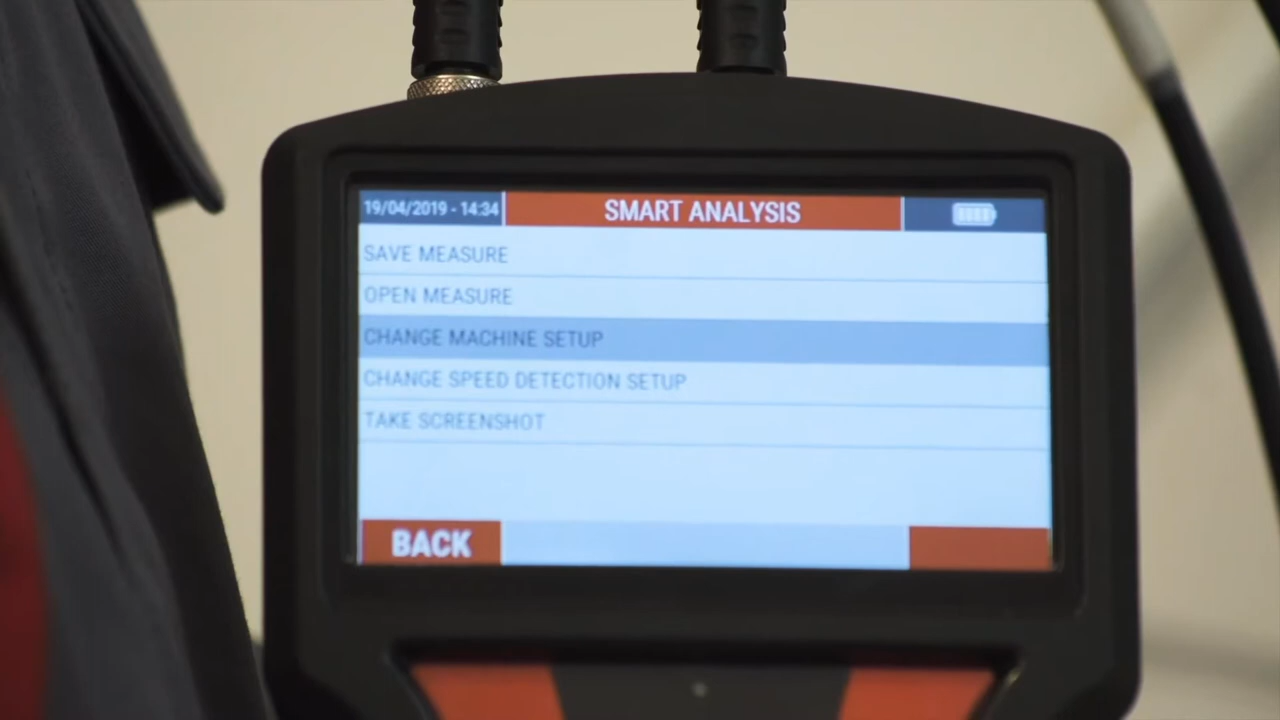 19/04/2019 - 14:34
SMART ANALYSIS
SAVE MEASURE
OPEN MEASURE
CHANGE MACHINE SETUP
CHANGE SPEED DETECTION SETUP
TAKE SCREENSHOT
BACK